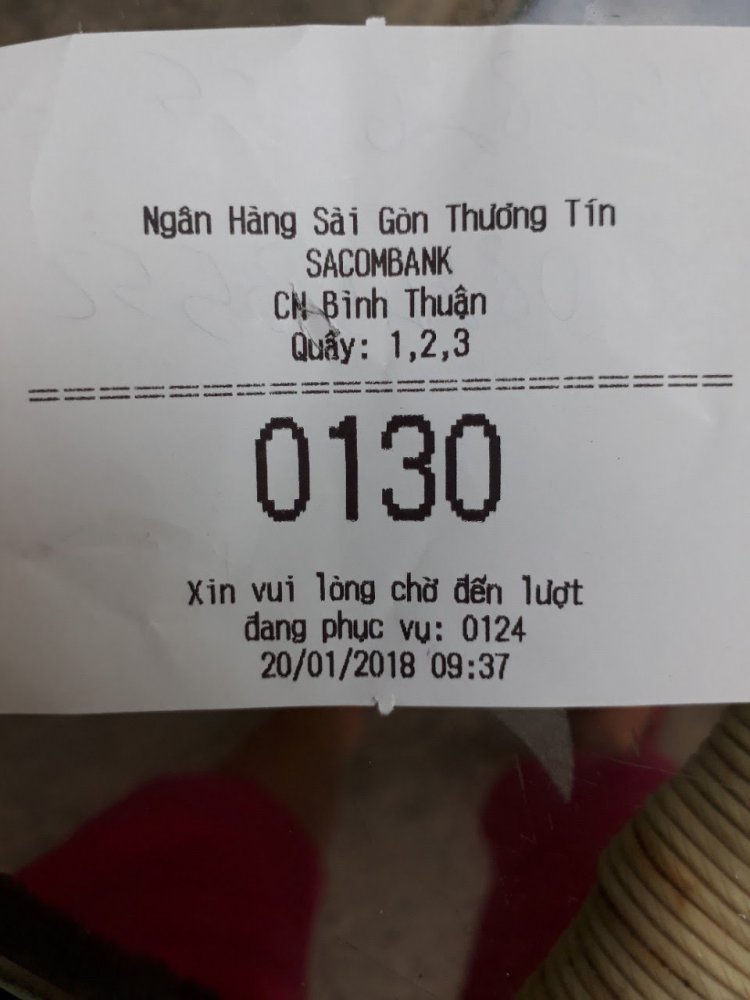 Ngân Hàng Sài Gòn Thương Tín
SACOMBANK
CN Bình Thuận
Quầy: 1,2,3
0130
Xin vui lòng chờ đến lượt
đang phục vụ: 0124
20/01/2018 09:37